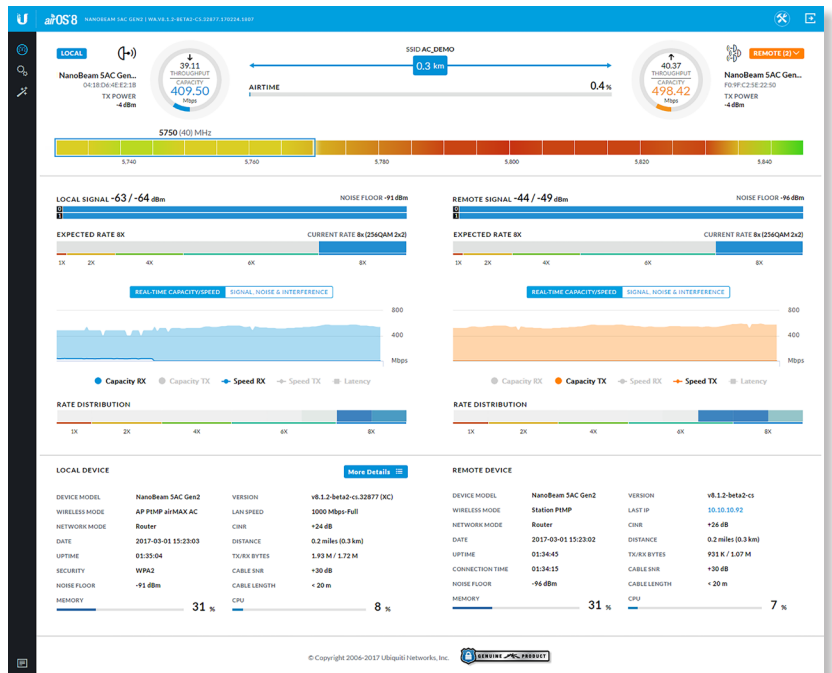 U airOS 8 NANOBEAM 5AC GEN2 | WA.V8.1.2-BETA2-CS.32877.170224.1607
LOCAL
NanoBeam 5AC Gen...
04:18:D6:4E:E2:18
TX POWER
-4 dBm
39.11
THROUGHPUT
CAPACITY
409.50
Mbps
SSID AC_DEMO
0.3 km
AIRTIME 0.4 %
40.37
THROUGHPUT
CAPACITY
498.42
Mbps
REMOTE (2)
NanoBeam 5AC Gen...
F0:9F:C2:5E:22:50
TX POWER
-4 dBm
5750 (40) MHz
5,740 5,760 5,780 5,800 5,820 5,840
LOCAL SIGNAL -63 / -64 dBm NOISE FLOOR -91 dBm
0
1
EXPECTED RATE 8X CURRENT RATE 8x (256QAM 2x2)
1X 2X 4X 6X 8X
REAL-TIME CAPACITY/SPEED SIGNAL, NOISE & INTERFERENCE
800
400
Mbps
Capacity RX Capacity TX Speed RX Speed TX Latency
RATE DISTRIBUTION
1X 2X 4X 6X 8X
REMOTE SIGNAL -44 / -49 dBm NOISE FLOOR -96 dBm
0
1
EXPECTED RATE 8X CURRENT RATE 8x (256QAM 2x2)
1X 2X 4X 6X 8X
REAL-TIME CAPACITY/SPEED SIGNAL, NOISE & INTERFERENCE
800
400
Mbps
Capacity RX Capacity TX Speed RX Speed TX Latency
RATE DISTRIBUTION
1X 2X 4X 6X 8X
LOCAL DEVICE More Details
DEVICE MODEL NanoBeam 5AC Gen2 VERSION v8.1.2-beta2-cs.32877 (XC)
WIRELESS MODE AP PtMP airMAX AC LAN SPEED 1000 Mbps-Full
NETWORK MODE Router CINR +24 dB
DATE 2017-03-01 15:23:03 DISTANCE 0.2 miles (0.3 km)
UPTIME 01:35:04 TX/RX BYTES 1.93 M / 1.72 M
SECURITY WPA2 CABLE SNR +30 dB
NOISE FLOOR -91 dBm CABLE LENGTH < 20 m
MEMORY 31 % CPU 8 %
REMOTE DEVICE
DEVICE MODEL NanoBeam 5AC Gen2 VERSION v8.1.2-beta2-cs
WIRELESS MODE Station PtMP LAST IP 10.10.10.92
NETWORK MODE Router CINR +26 dB
DATE 2017-03-01 15:23:02 DISTANCE 0.2 miles (0.3 km)
UPTIME 01:34:45 TX/RX BYTES 931 K / 1.07 M
CONNECTION TIME 01:34:15 CABLE SNR +30 dB
NOISE FLOOR -96 dBm CABLE LENGTH < 20 m
MEMORY 31 % CPU 7 %
© Copyright 2006-2017 Ubiquiti Networks, Inc. GENUINE PRODUCT